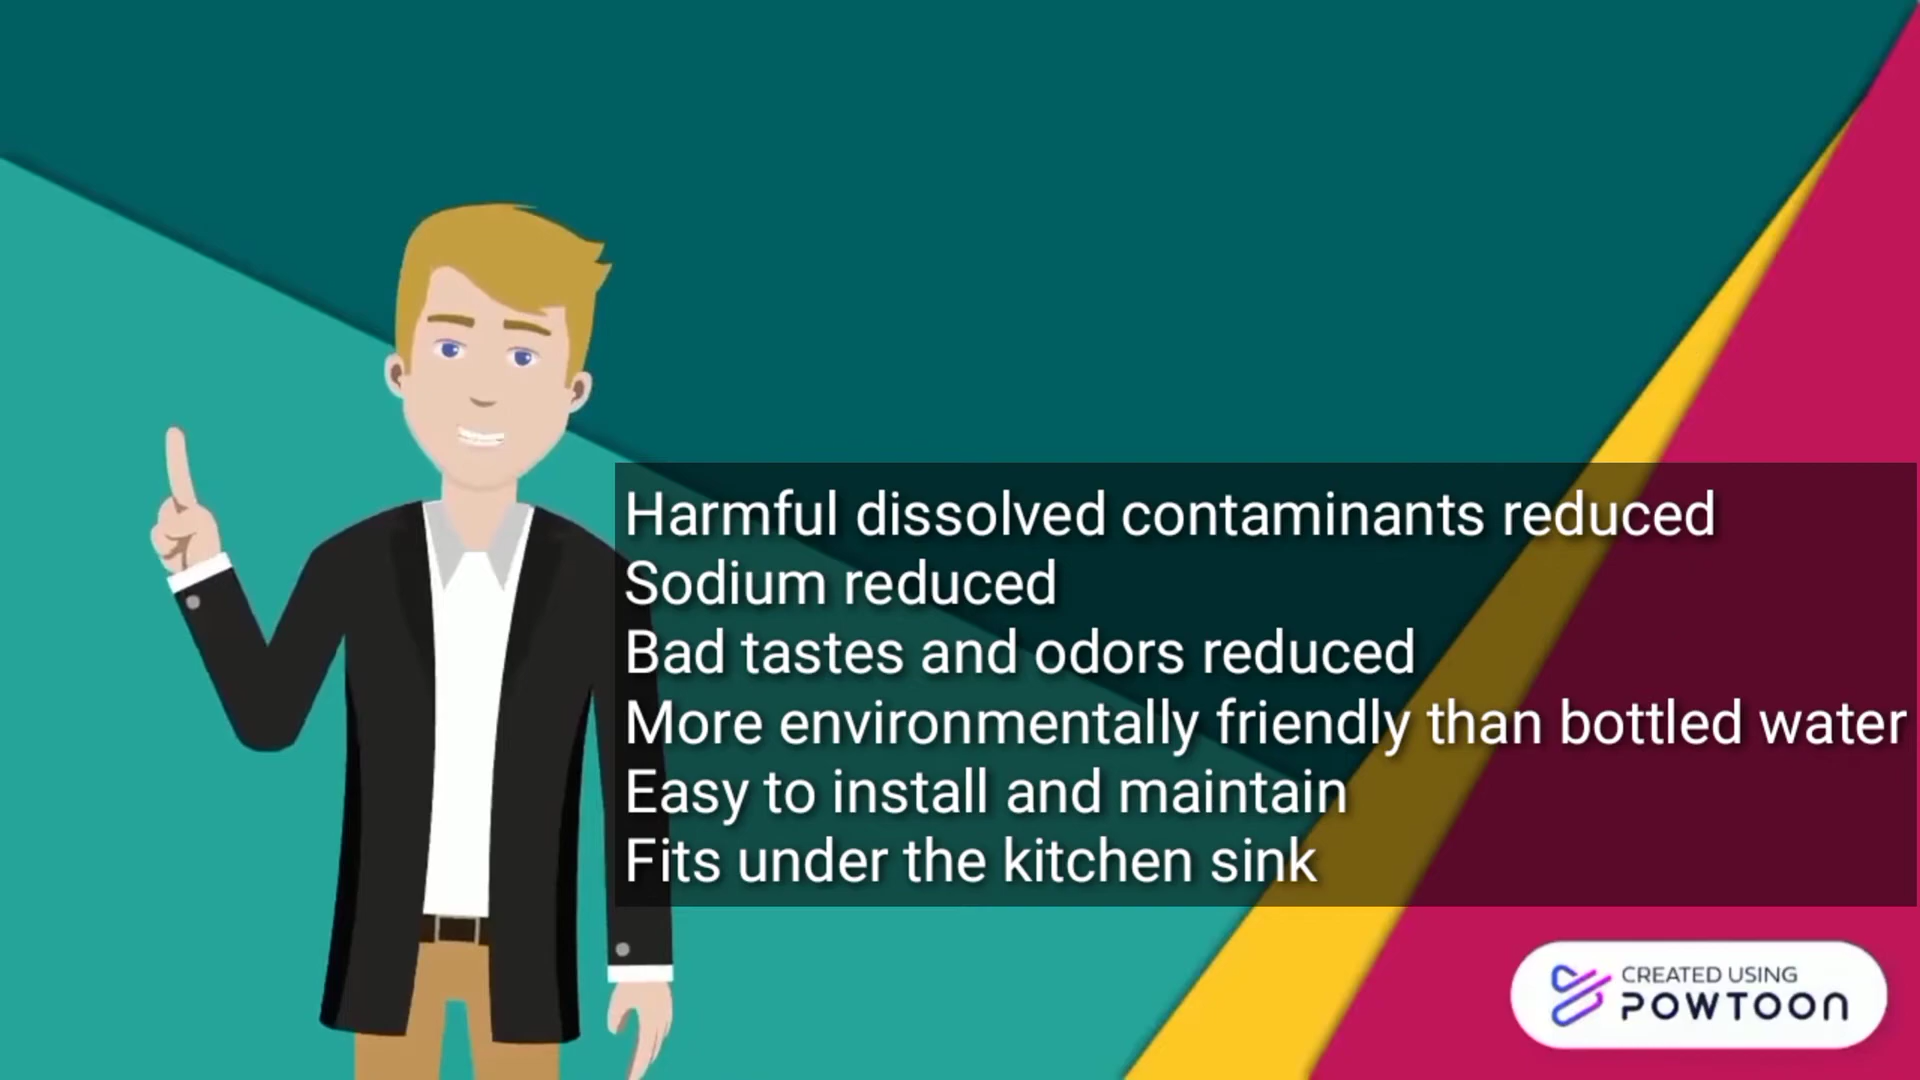 Harmful dissolved contaminants reduced
Sodium reduced
Bad tastes and odors reduced
More environmentally friendly than bottled water
Easy to install and maintain
Fits under the kitchen sink
CREATED USING
POWTOON